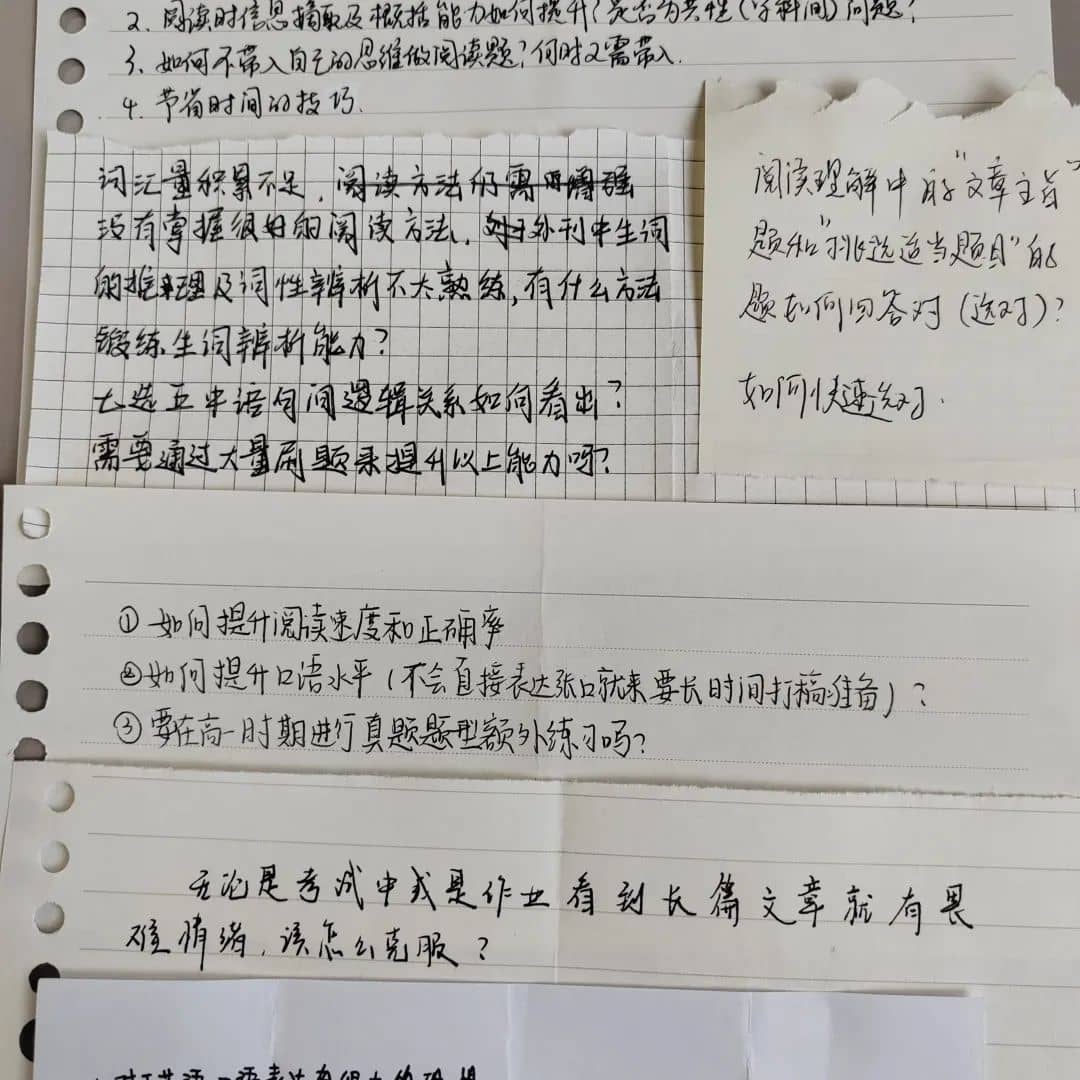 2. 阅读时信息摘取及概括能力如何提升？是否为共性（学科间）问题？
3. 如何不带入自己的思维做阅读题？何时又需带入.
4. 节省时间的技巧.
词汇量积累不足，阅读方法仍需
没有掌握很好的阅读方法，对于外刊中生词
的推理及词性辨析不大熟练，有什么方法
锻练生词辨析能力？
七选五中语句间逻辑关系如何看出？
需要通过大量刷题来提升以上能力吗？
阅读理解中的“文章主旨”
题和“挑选适当题目”的
题如何回答对（选对）？
如何快速选对.
① 如何提升阅读速度和正确率
② 如何提升口语水平（不会直接表达张口就来要长时间打稿准备）？
③ 要在高一时期进行真题题型额外练习吗？
无论是考试中或是作业看到长篇文章就有畏
难情绪，该怎么克服？